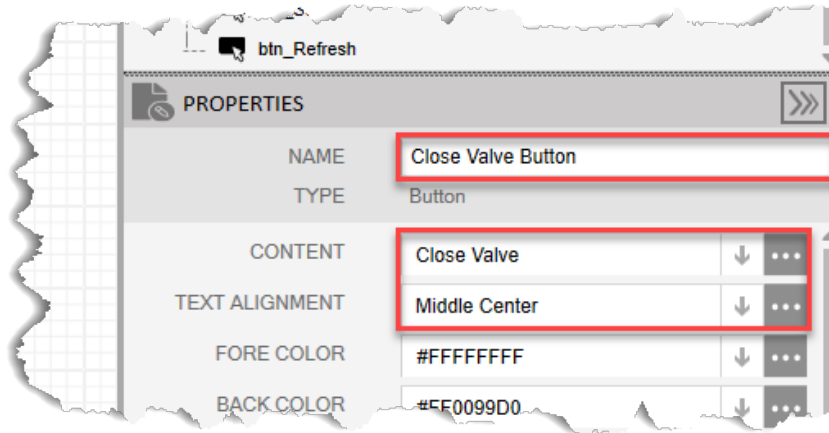 btn_Refresh
PROPERTIES
NAME Close Valve Button
TYPE Button
CONTENT Close Valve
TEXT ALIGNMENT Middle Center
FORE COLOR #FFFFFFFF
BACK COLOR #FF0099D0